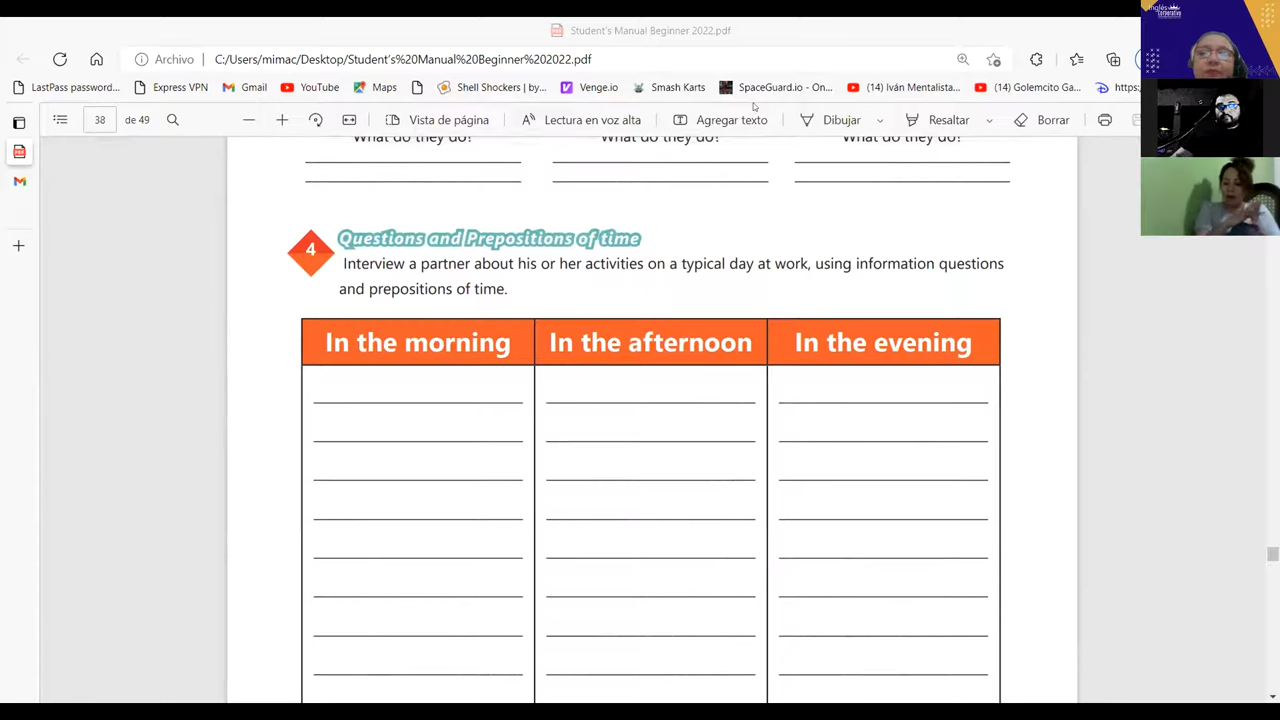 Student's Manual Beginner 2022.pdf
Archivo
C:/Users/mimac/Desktop/Student's%20Manual%20Beginner%202022.pdf
LastPass password...
Express VPN
Gmail
YouTube
Maps
Shell Shockers | by...
Venge.io
Smash Karts
SpaceGuard.io - On...
(14) Iván Mentalista...
(14) Golemcito Ga...
https:
38
de 49
Vista de página
Lectura en voz alta
Agregar texto
Dibujar
Resaltar
Borrar
What do they do?
What do they do?
What do they do?
4
Questions and Prepositions of time
Interview a partner about his or her activities on a typical day at work, using information questions
and prepositions of time.
In the morning
In the afternoon
In the evening
Inglés
Corporativo